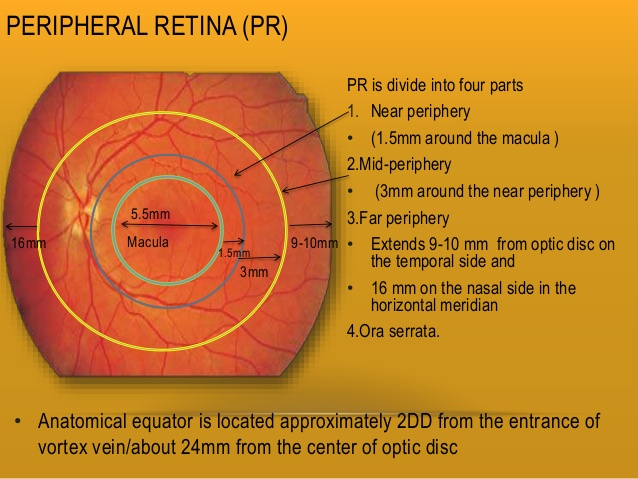 PERIPHERAL RETINA (PR)
PR is divide into four parts
1. Near periphery
• (1.5mm around the macula )
2.Mid-periphery
• (3mm around the near periphery )
3.Far periphery
• Extends 9-10 mm from optic disc on
the temporal side and
• 16 mm on the nasal side in the
horizontal meridian
4.Ora serrata.
5.5mm
Macula
1.5mm
3mm
16mm
9-10mm
• Anatomical equator is located approximately 2DD from the entrance of
vortex vein/about 24mm from the center of optic disc